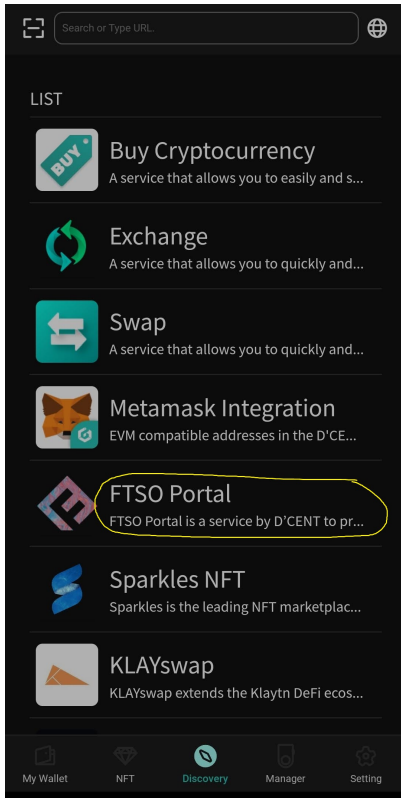 Search or Type URL.
LIST
BUY
Buy Cryptocurrency
A service that allows you to easily and s...
Exchange
A service that allows you to quickly and...
Swap
A service that allows you to quickly and...
Metamask Integration
EVM compatible addresses in the D'CE...
FTSO Portal
FTSO Portal is a service by D’CENT to pr...
Sparkles NFT
Sparkles is the leading NFT marketplac...
KLAYswap
KLAYswap extends the Klaytn DeFi ecos...
My Wallet
NFT
Discovery
Manager
Setting